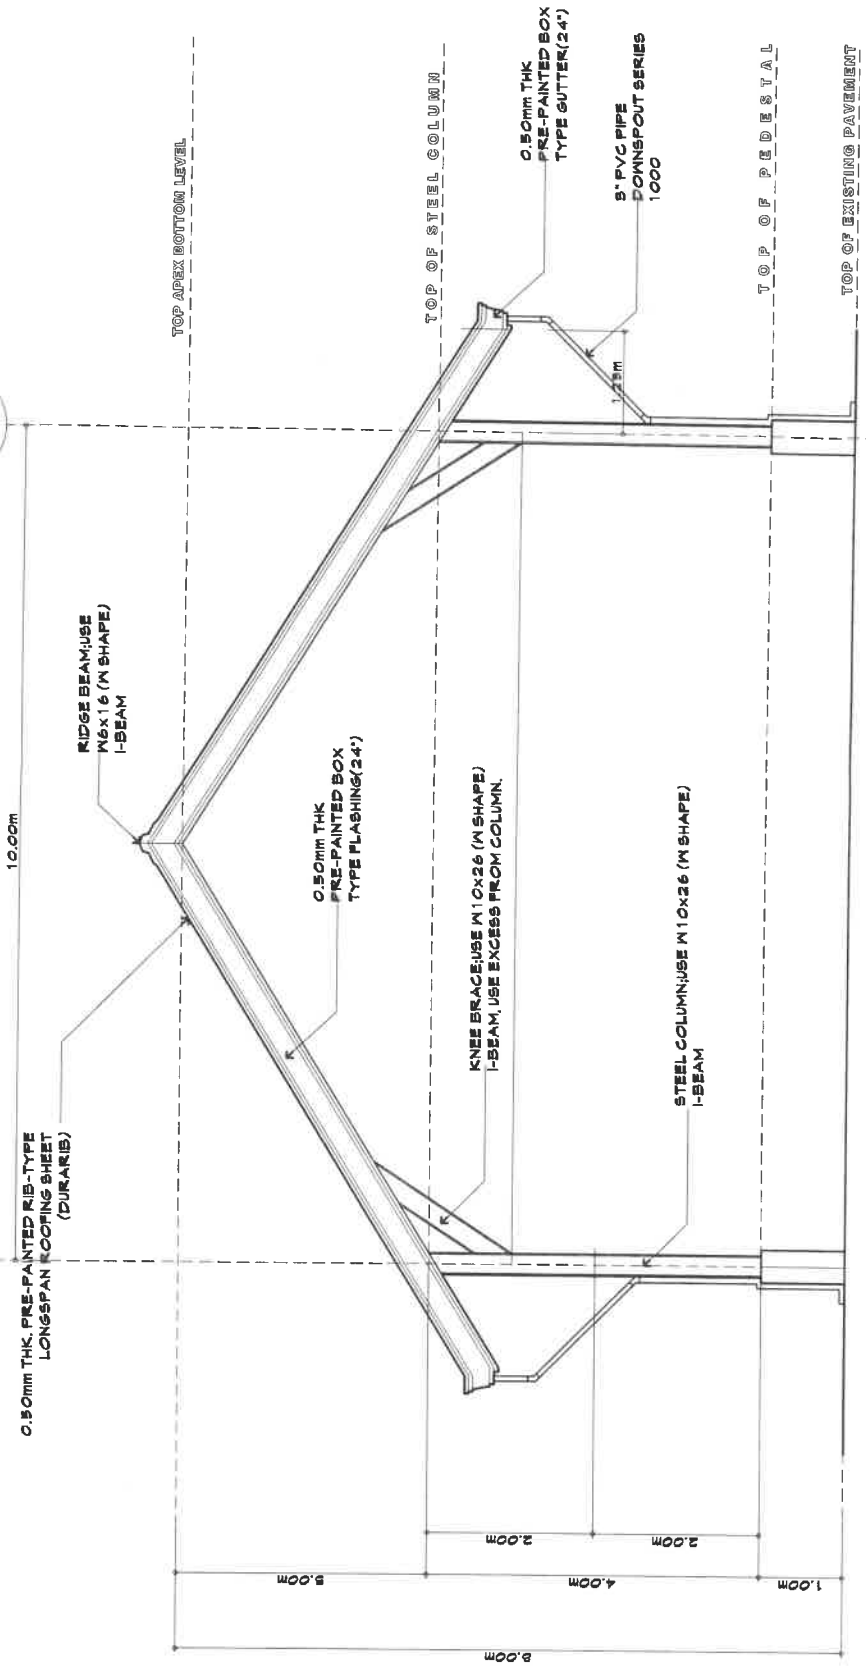 10.00m
0.50mm THK. PRE-PAINTED RIB-TYPE
LONGSPAN ROOFING SHEET
(DURARIB)
RIDGE BEAM;USE
W6x16 (W SHAPE)
I-BEAM
TOP APEX BOTTOM LEVEL
0.50mm THK
PRE-PAINTED BOX
TYPE FLASHING(24")
TOP OF STEEL COLUMN
0.50mm THK
PRE-PAINTED BOX
TYPE GUTTER(24")
KNEE BRACE;USE W10x26 (W SHAPE)
I-BEAM, USE EXCESS FROM COLUMN.
3" PVC PIPE
DOWNSPOUT SERIES
1000
1.25m
STEEL COLUMN;USE W10x26 (W SHAPE)
I-BEAM
TOP OF PEDESTAL
TOP OF EXISTING PAVEMENT
3.00m
2.00m
2.00m
4.00m
1.00m
8.00m